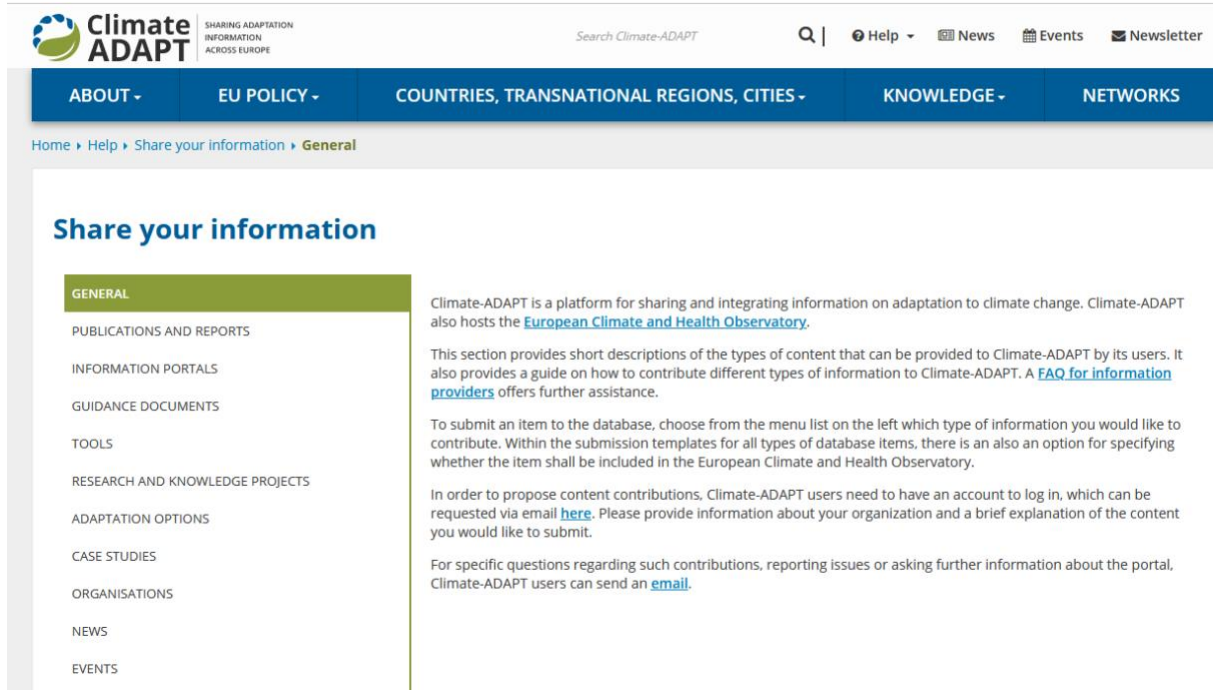 Climate
ADAPT
SHARING ADAPTATION
INFORMATION
ACROSS EUROPE
Search Climate-ADAPT
Help
News
Events
Newsletter
ABOUT
EU POLICY
COUNTRIES, TRANSNATIONAL REGIONS, CITIES
KNOWLEDGE
NETWORKS
Home Help Share your information General
Share your information
GENERAL
PUBLICATIONS AND REPORTS
INFORMATION PORTALS
GUIDANCE DOCUMENTS
TOOLS
RESEARCH AND KNOWLEDGE PROJECTS
ADAPTATION OPTIONS
CASE STUDIES
ORGANISATIONS
NEWS
EVENTS
Climate-ADAPT is a platform for sharing and integrating information on adaptation to climate change. Climate-ADAPT
also hosts the European Climate and Health Observatory.
This section provides short descriptions of the types of content that can be provided to Climate-ADAPT by its users. It
also provides a guide on how to contribute different types of information to Climate-ADAPT. A FAQ for information
providers offers further assistance.
To submit an item to the database, choose from the menu list on the left which type of information you would like to
contribute. Within the submission templates for all types of database items, there is an also an option for specifying
whether the item shall be included in the European Climate and Health Observatory.
In order to propose content contributions, Climate-ADAPT users need to have an account to log in, which can be
requested via email here. Please provide information about your organization and a brief explanation of the content
you would like to submit.
For specific questions regarding such contributions, reporting issues or asking further information about the portal,
Climate-ADAPT users can send an email.